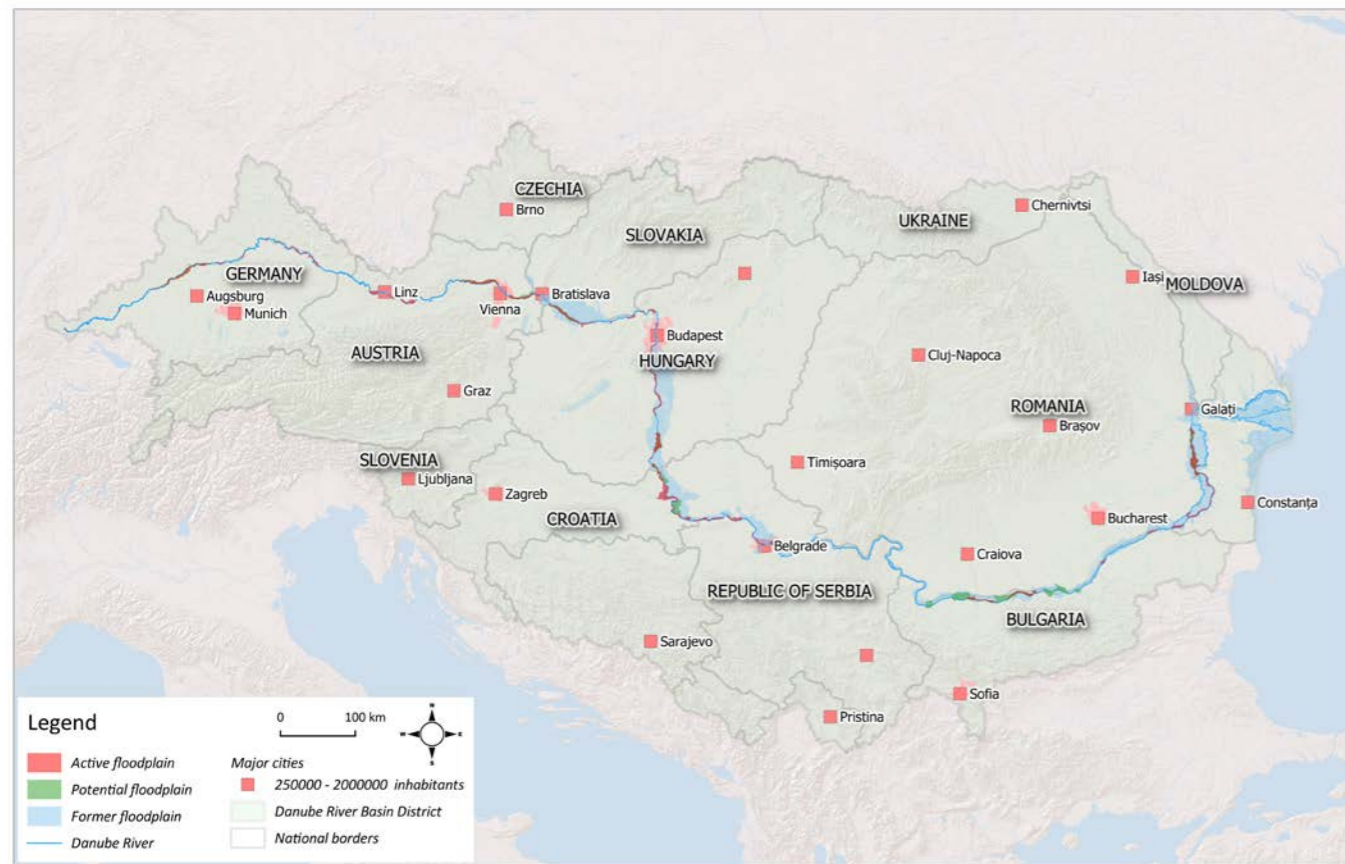 CZECHIA
Brno
Chernivtsi
UKRAINE
SLOVAKIA
GERMANY
Iași
MOLDOVA
Augsburg
Linz
Vienna
Bratislava
Munich
Budapest
AUSTRIA
HUNGARY
Cluj-Napoca
Graz
ROMANIA
Galați
Brașov
SLOVENIA
Timișoara
Ljubljana
Zagreb
Constanța
CROATIA
Bucharest
Belgrade
Craiova
REPUBLIC OF SERBIA
BULGARIA
Sarajevo
Sofia
Pristina
Legend
0 100 km
N
W E
S
Active floodplain
Potential floodplain
Former floodplain
Danube River
Major cities
250000 - 2000000 inhabitants
Danube River Basin District
National borders